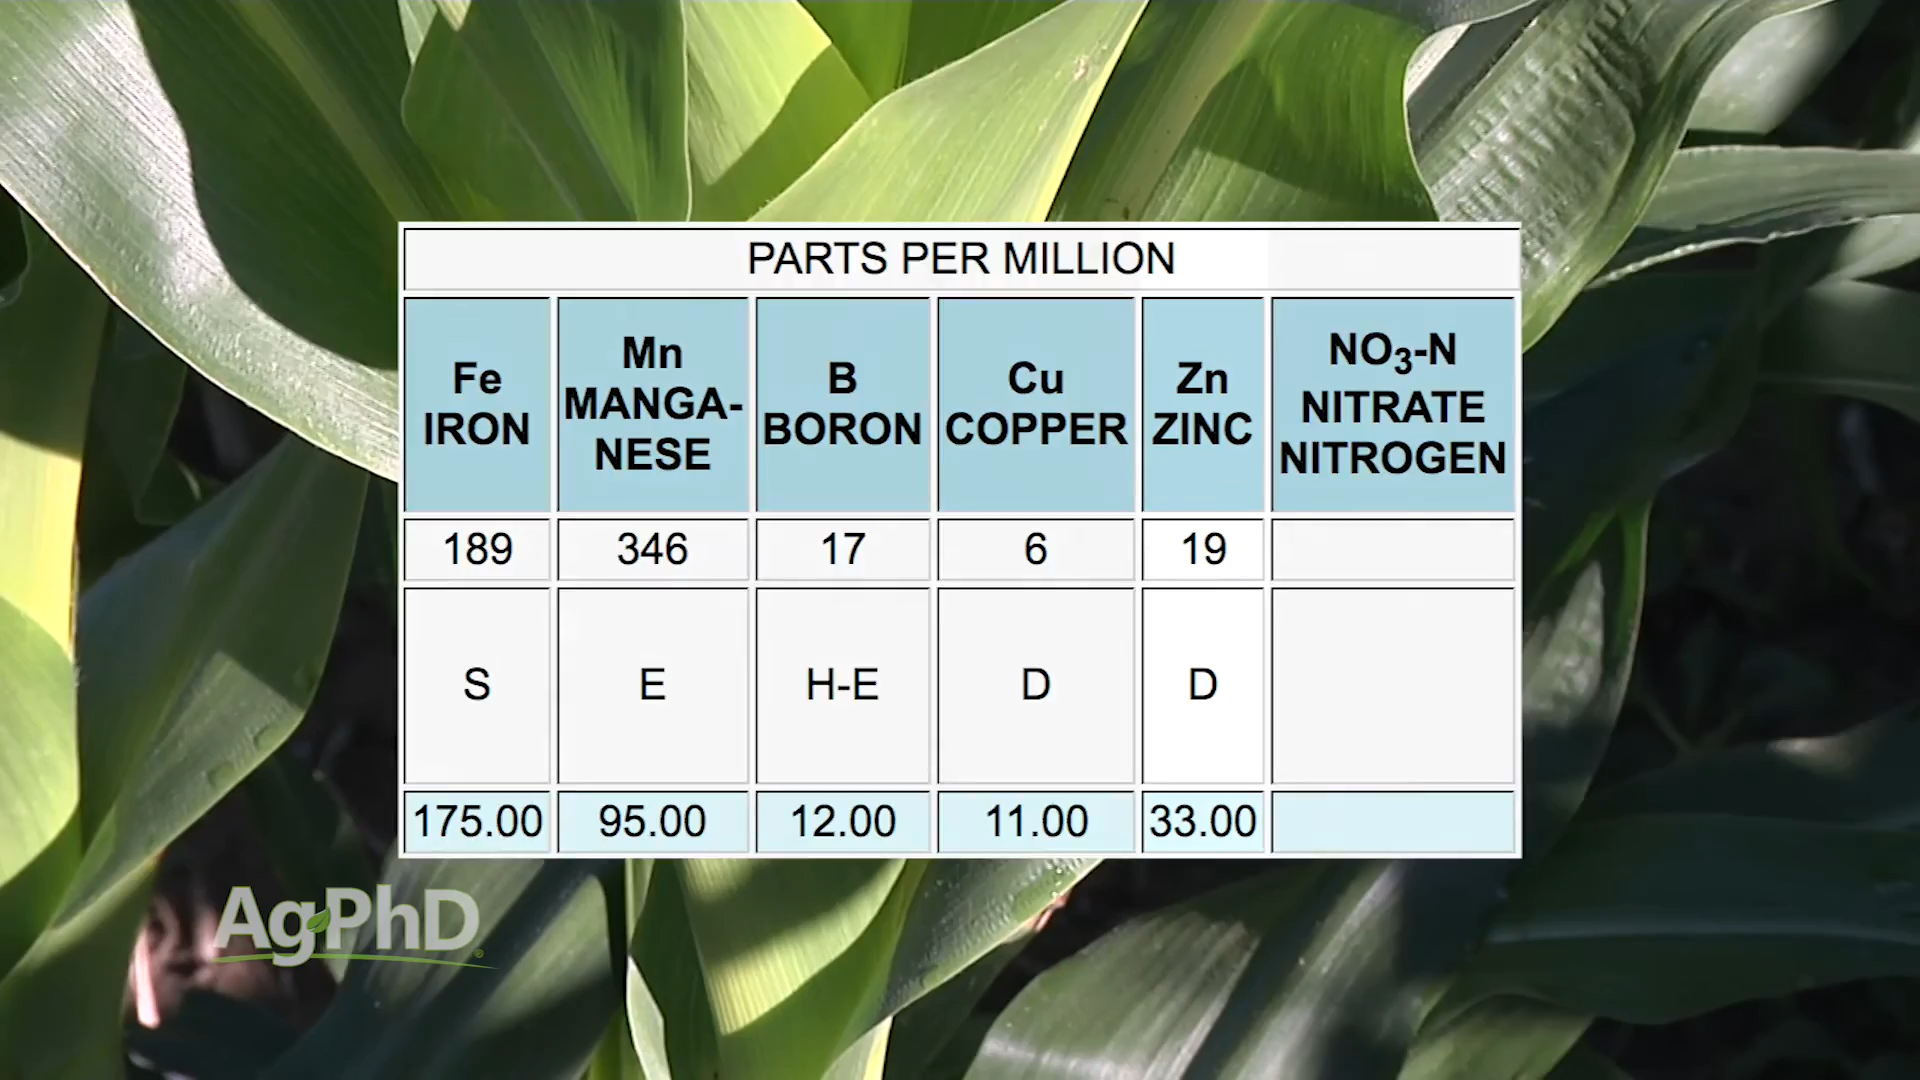 PARTS PER MILLION
Fe
IRON
Mn
MANGA-
NESE
B
BORON
Cu
COPPER
Zn
ZINC
NO3-N
NITRATE
NITROGEN
189 346 17 6 19
S E H-E D D
175.00 95.00 12.00 11.00 33.00
AgPhD®